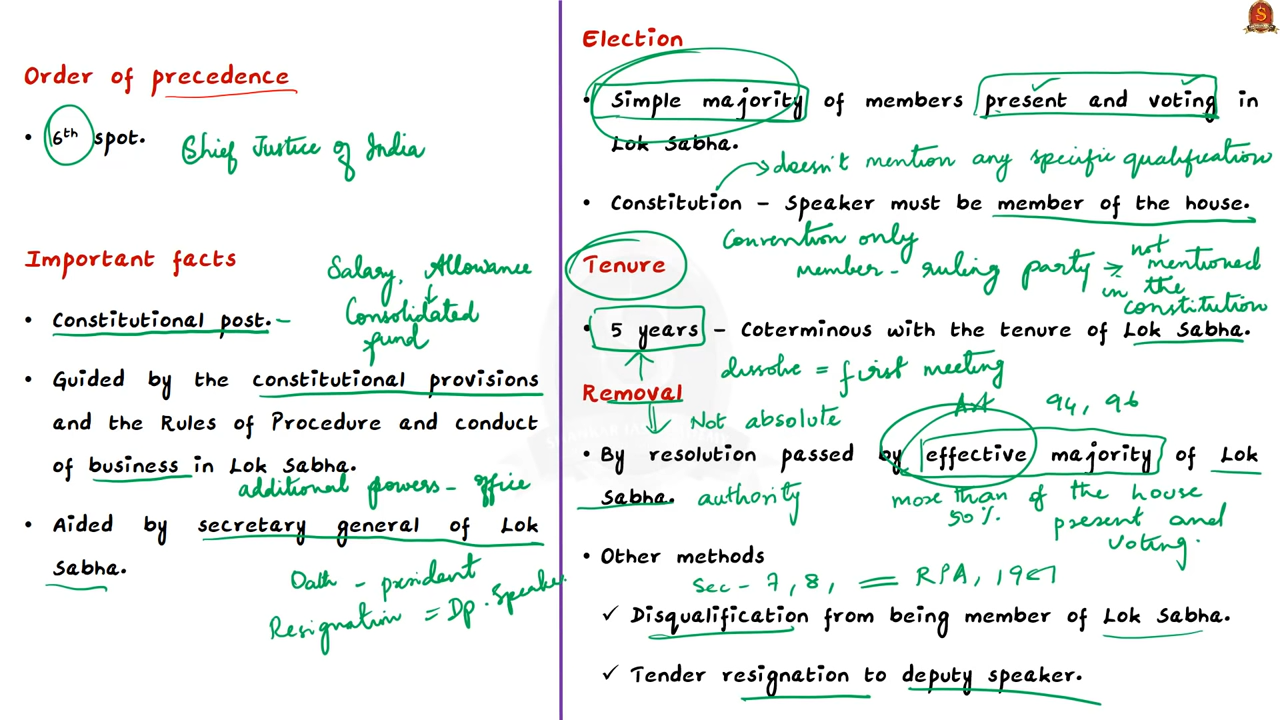 Order of precedence
• 6th spot.
Chief Justice of India
Important facts
Salary, Allowance
Consolidated
fund
• Constitutional post. -
• Guided by the constitutional provisions
and the Rules of Procedure and conduct
of business in Lok Sabha.
additional powers - office
• Aided by secretary general of Lok
Sabha.
Oath - president
Resignation = Dp. Speaker.
Election
• Simple majority of members present and voting in
Lok Sabha.
doesn't mention any specific qualification
• Constitution - Speaker must be member of the house.
Convention only
member - ruling party
not
mentioned
in the
constitution
Tenure
• 5 years - Coterminous with the tenure of Lok Sabha.
dissolve = first meeting
Removal
94, 96
Not absolute
• By resolution passed by effective majority of Lok
Sabha.
authority
more than of the house
50%. present and
voting.
• Other methods
Sec - 7, 8, = RPA,
✓ Disqualification from being member of Lok Sabha.
✓ Tender resignation to deputy speaker.